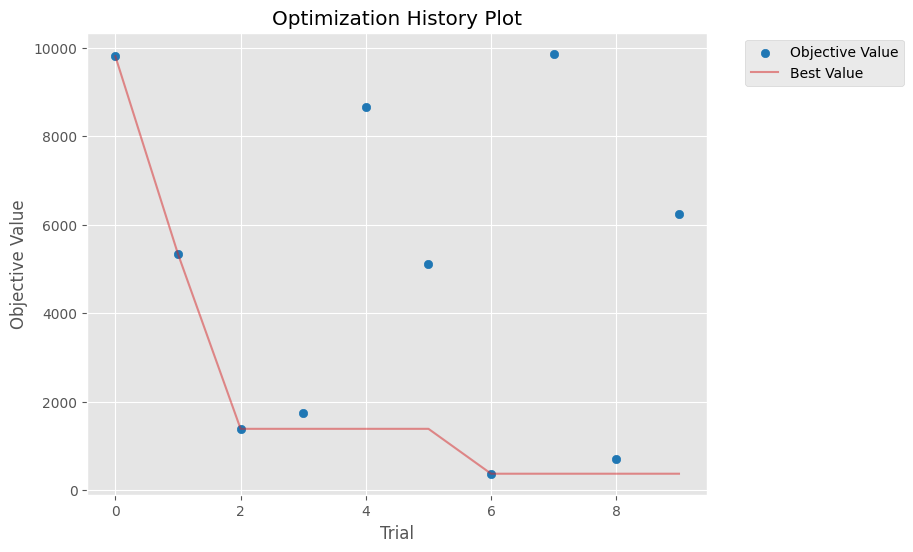 Optimization History Plot
Objective Value
Best Value
Objective Value
10000
8000
6000
4000
2000
0
0 2 4 6 8
Trial